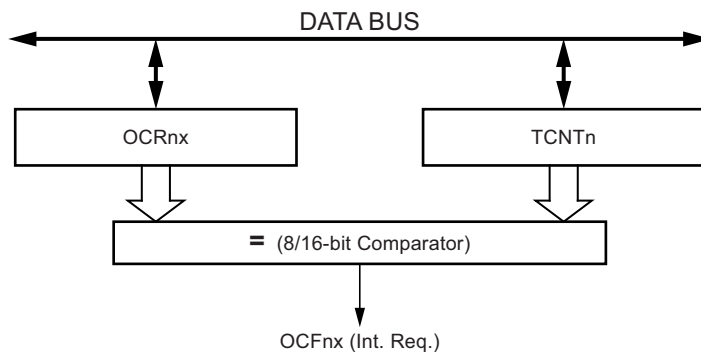 DATA BUS
OCRnx
TCNTn
= (8/16-bit Comparator)
OCFnx (Int. Req.)